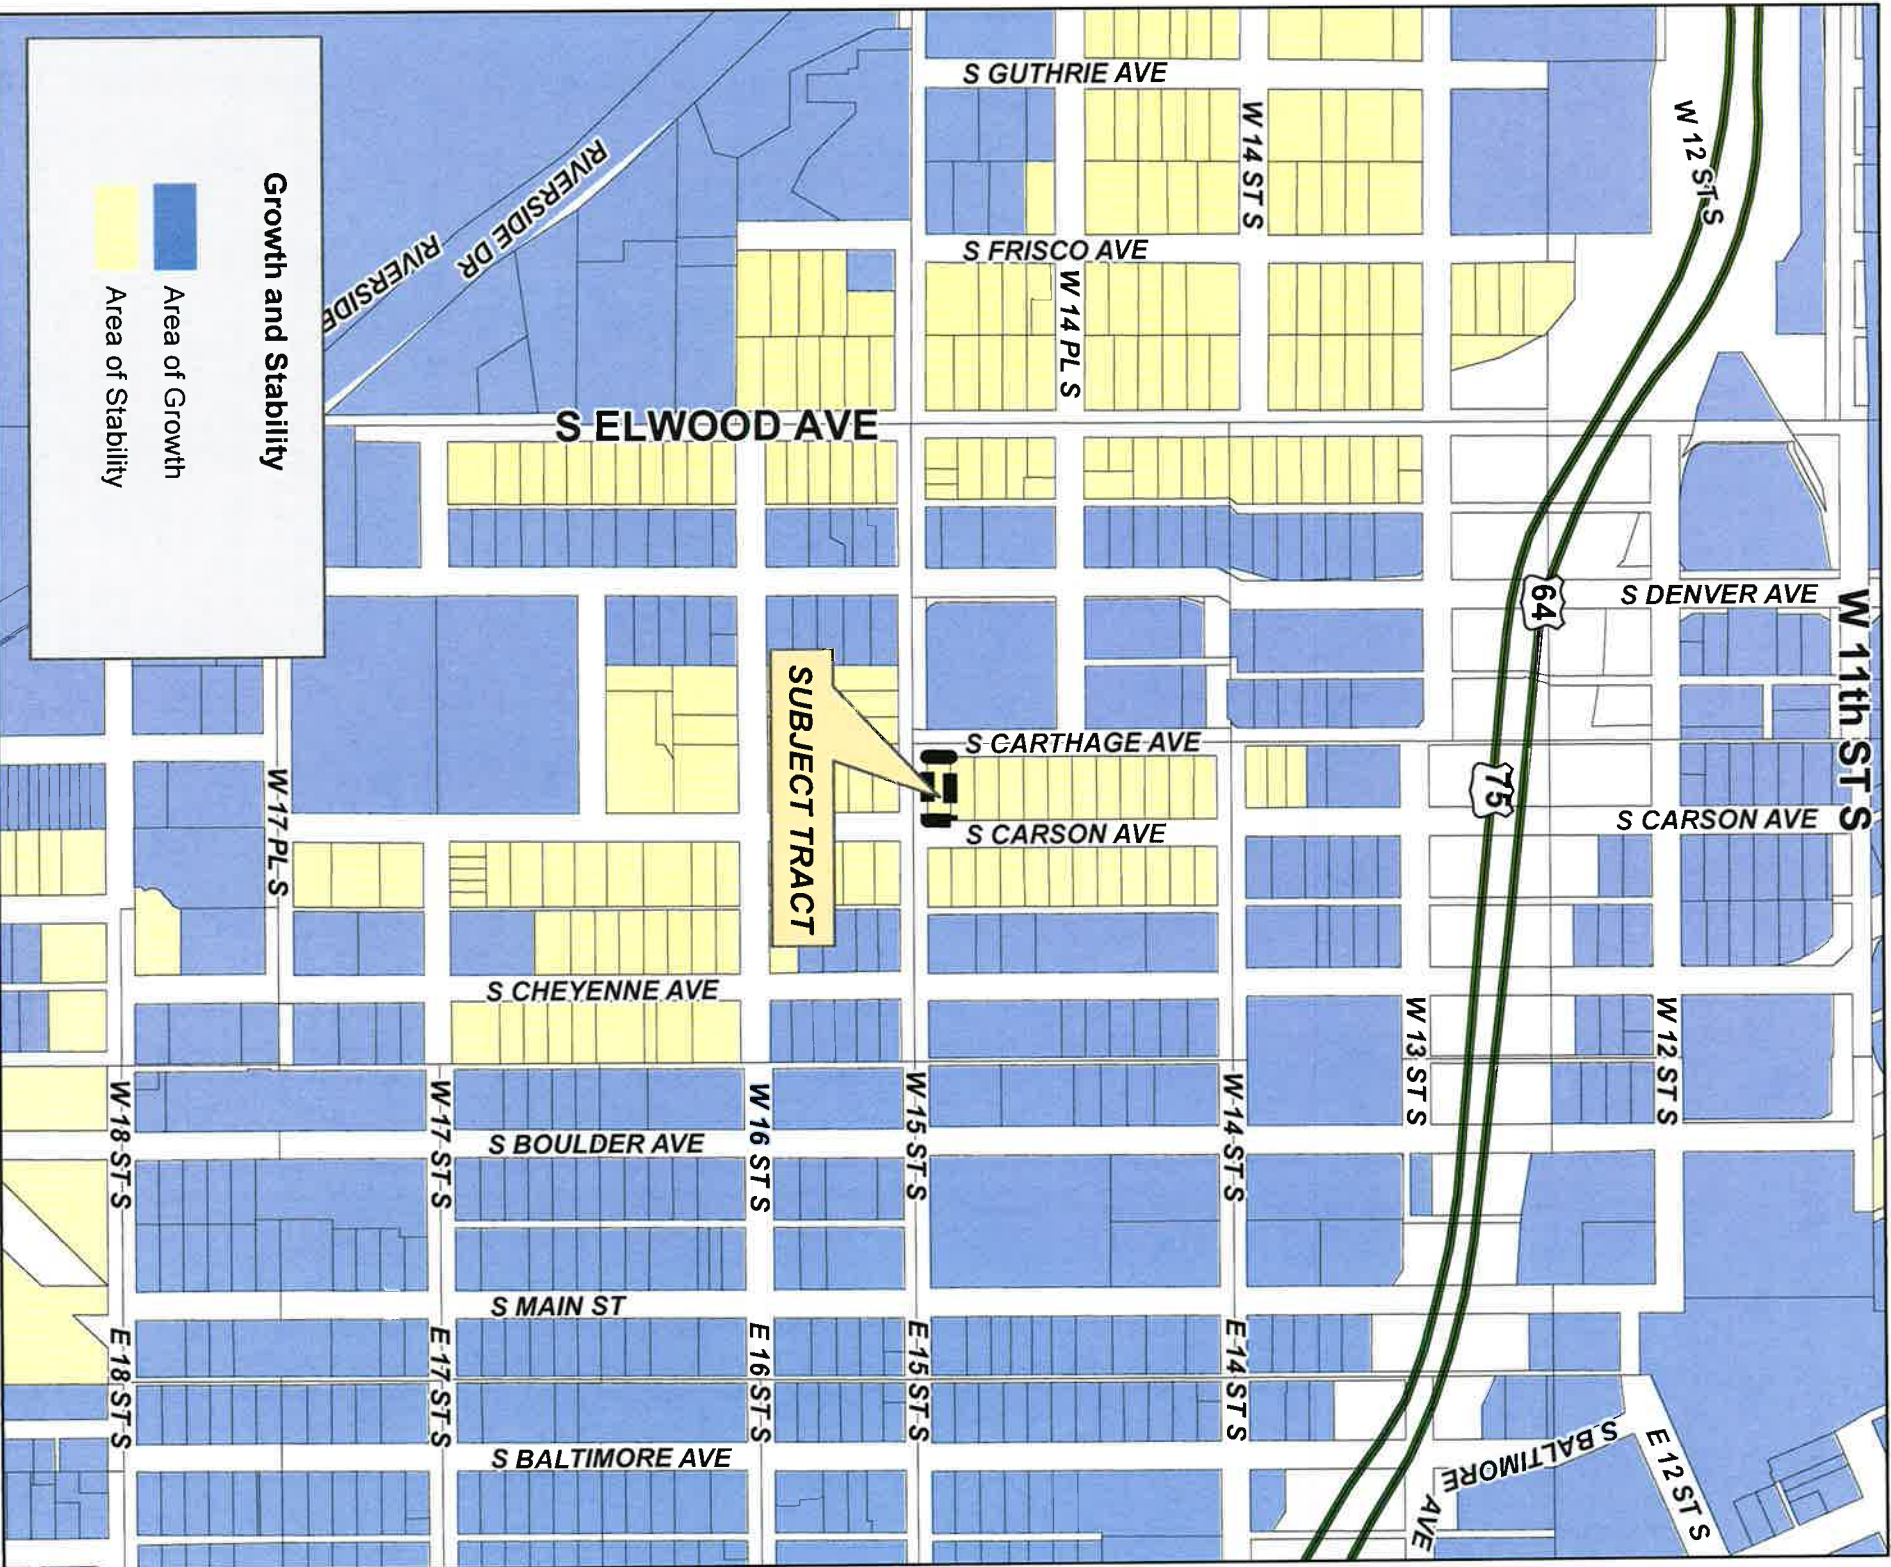 S GUTHRIE AVE
W 14 ST S
W 12 ST S
S FRISCO AVE
W 14 PL S
RIVERSIDE DR
RIVERSIDE
S ELWOOD AVE
Growth and Stability
Area of Growth
Area of Stability
64
S DENVER AVE
W 11th ST S
SUBJECT TRACT
S CARTHAGE AVE
75
S CARSON AVE
S CARSON AVE
W 17 PL S
S CHEYENNE AVE
W 13 ST S
W 12 ST S
W 18 ST S
W 17 ST S
W 16 ST S
W 15 ST S
W 14 ST S
S BOULDER AVE
S MAIN ST
E 18 ST S
E 17 ST S
E 16 ST S
E 15 ST S
E 14 ST S
S BALTIMORE AVE
S BALTIMORE
AVE
E 12 ST S